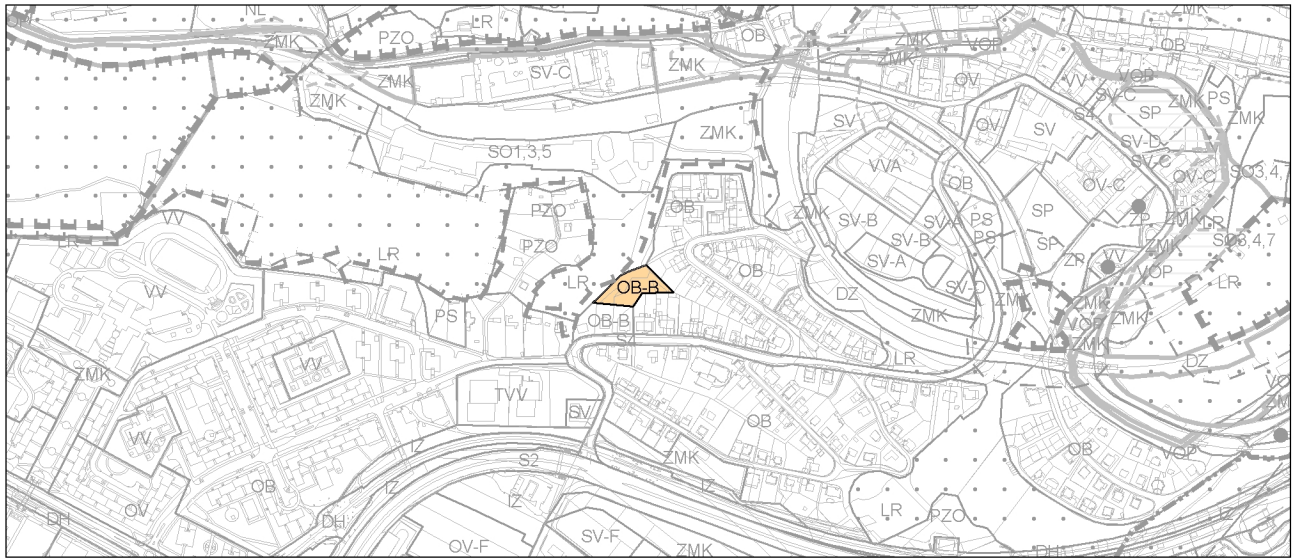 NL
LR
PZO
OB
ZMK
VOP
OB
ZMK
OV
ZMK
SV-C
VV
VOP
SV-C
ZMK
PS
ZMK
SP
ZMK
S4
SV
OV
SV
SV-D
SV-C
ZMK
SO1,3,5
VVA
OB
OV-C
OV-C
SO3,4,7
PZO
OB
SV-B
SV-A
PS
SP
ZP
ZMK
LR
VV
LR
PZO
ZMK
SV-B
PS
SP
ZMK
SO3,4,7
LR
OB
SV-A
ZP
VV
VOP
LR
LR
OB-B
DZ
SV-D
ZMK
ZMK
VV
PS
OB-B
ZMK
VOP
ZMK
S4
LR
DZ
ZMK
VV
TVV
SV
OB
VV
OB
ZMK
VOP
OB
IZ
S2
IZ
IZ
OV
DH
IZ
LR
PZO
IZ
DH
OV-F
SV-F
ZMK
DH